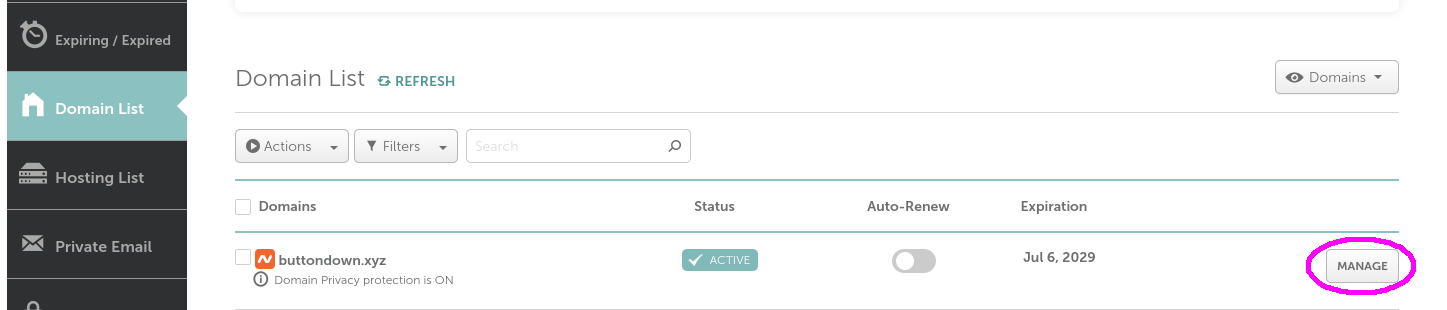 Expiring / Expired
Domain List
Hosting List
Private Email
Domain List REFRESH
Domains
Actions
Filters
Search
Domains Status Auto-Renew Expiration
buttondown.xyz ACTIVE Jul 6, 2029 MANAGE
Domain Privacy protection is ON